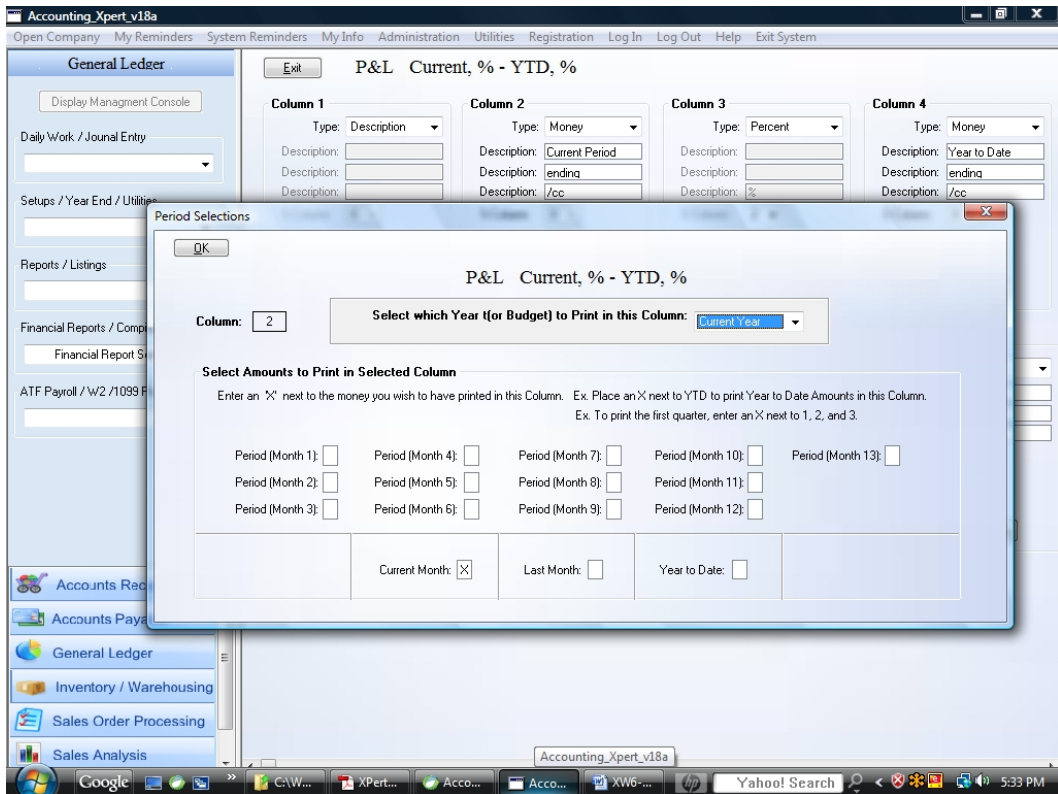 Accounting_Xpert_v18a
Open Company My Reminders System Reminders My Info Administration Utilities Registration Log In Log Out Help Exit System
General Ledger
Exit P&L Current, % - YTD, %
Display Managment Console
Column 1 Column 2 Column 3 Column 4
Type: Description Type: Money Type: Percent Type: Money
Daily Work / Jounal Entry
Description: Description: Current Period Description: Description: Year to Date
Description: Description: ending Description: Description: ending
Description: Description: /cc Description: % Description: /cc
Setups / Year End / Utilities
Period Selections
OK
Reports / Listings
P&L Current, % - YTD, %
Column: 2 Select which Year t(or Budget) to Print in this Column: Current Year
Financial Reports / Comp
Financial Report S
Select Amounts to Print in Selected Column
ATF Payroll / W2 /1099
Enter an 'X' next to the money you wish to have printed in this Column. Ex. Place an X next to YTD to print Year to Date Amounts in this Column.
Ex. To print the first quarter, enter an X next to 1, 2, and 3.
Period (Month 1): Period (Month 4): Period (Month 7): Period (Month 10): Period (Month 13):
Period (Month 2): Period (Month 5): Period (Month 8): Period (Month 11):
Period (Month 3): Period (Month 6): Period (Month 9): Period (Month 12):
Current Month: X Last Month: Year to Date:
Accounts Rec
Accounts Paya
General Ledger
Inventory / Warehousing
Sales Order Processing
Sales Analysis
Accounting_Xpert_v18a
Google » C:\W... XPert... Acco... Acco... XW6-... hp Yahoo! Search < 5:33 PM